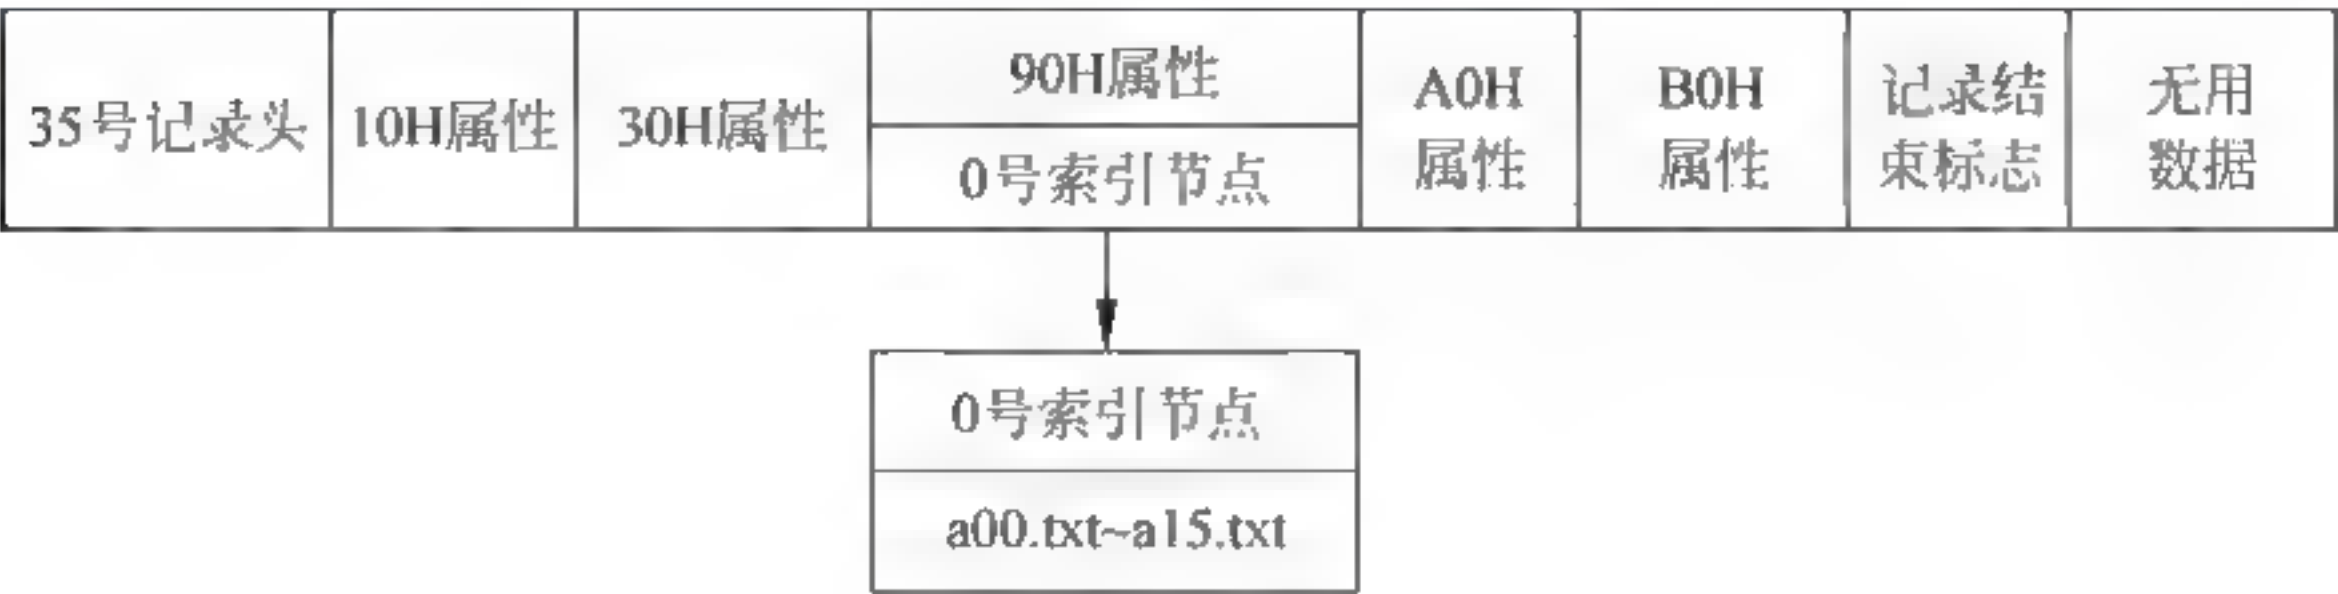 35号记录头
10H属性
30H属性
90H属性
0号索引节点
A0H
属性
B0H
属性
记录结
束标志
无用
数据
0号索引节点
a00.txt~a15.txt